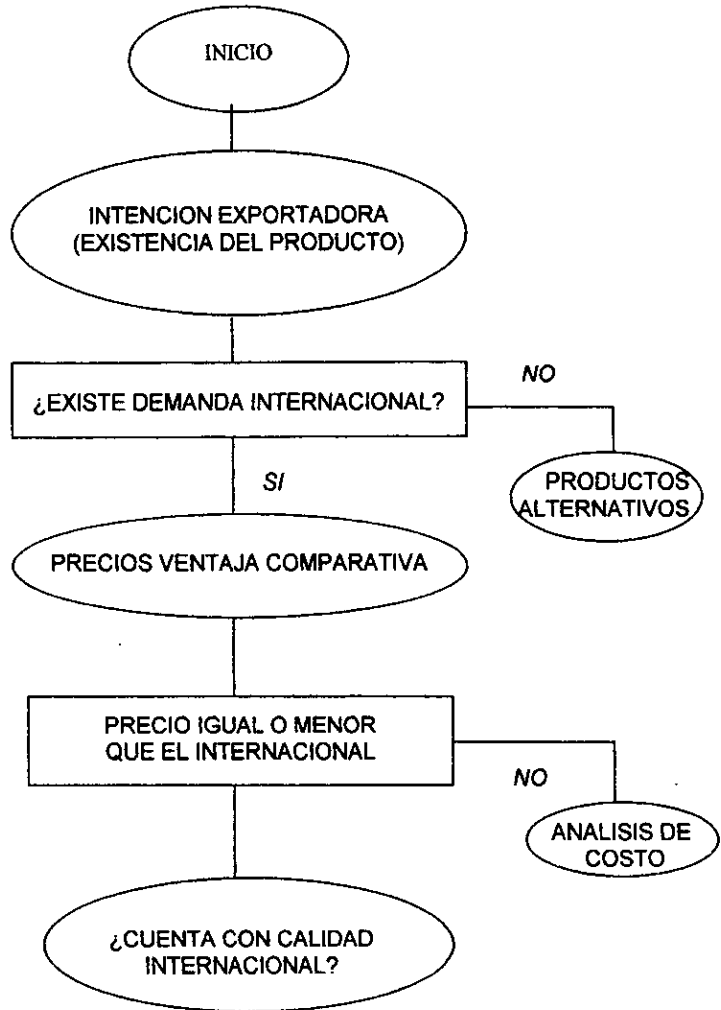 INICIO
INTENCION EXPORTADORA
(EXISTENCIA DEL PRODUCTO)
¿EXISTE DEMANDA INTERNACIONAL?
NO
SI
PRODUCTOS
ALTERNATIVOS
PRECIOS VENTAJA COMPARATIVA
PRECIO IGUAL O MENOR
QUE EL INTERNACIONAL
NO
ANALISIS DE
COSTO
¿CUENTA CON CALIDAD
INTERNACIONAL?